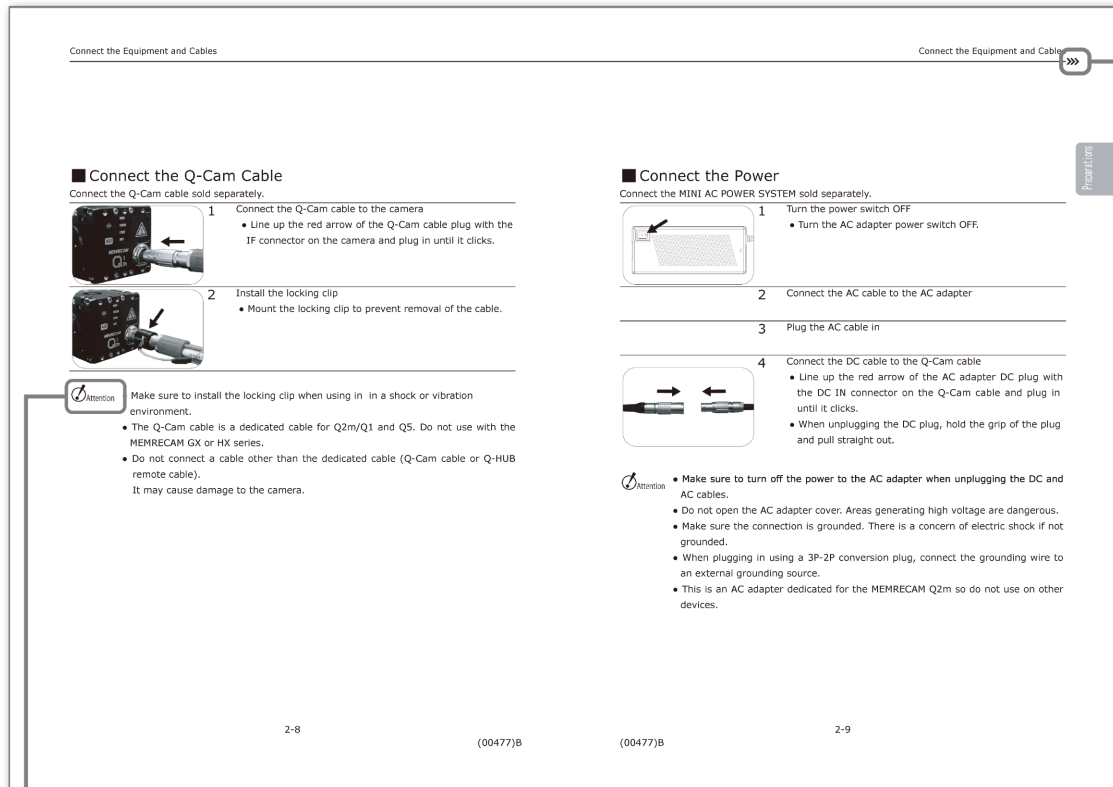 Connect the Equipment and Cables
■ Connect the Q-Cam Cable
Connect the Q-Cam cable sold separately.
MEMRECAM
1 Connect the Q-Cam cable to the camera
● Line up the red arrow of the Q-Cam cable plug with the
IF connector on the camera and plug in until it clicks.
MEMRECAM
2 Install the locking clip
● Mount the locking clip to prevent removal of the cable.
Attention
Make sure to install the locking clip when using in in a shock or vibration
environment.
● The Q-Cam cable is a dedicated cable for Q2m/Q1 and Q5. Do not use with the
MEMRECAM GX or HX series.
● Do not connect a cable other than the dedicated cable (Q-Cam cable or Q-HUB
remote cable).
It may cause damage to the camera.
2-8
(00477)B
Connect the Equipment and Cables
Preparations
■ Connect the Power
Connect the MINI AC POWER SYSTEM sold separately.
1 Turn the power switch OFF
● Turn the AC adapter power switch OFF.
2 Connect the AC cable to the AC adapter
3 Plug the AC cable in
4 Connect the DC cable to the Q-Cam cable
● Line up the red arrow of the AC adapter DC plug with
the DC IN connector on the Q-Cam cable and plug in
until it clicks.
● When unplugging the DC plug, hold the grip of the plug
and pull straight out.
Attention
● Make sure to turn off the power to the AC adapter when unplugging the DC and
AC cables.
● Do not open the AC adapter cover. Areas generating high voltage are dangerous.
● Make sure the connection is grounded. There is a concern of electric shock if not
grounded.
● When plugging in using a 3P-2P conversion plug, connect the grounding wire to
an external grounding source.
● This is an AC adapter dedicated for the MEMRECAM Q2m so do not use on other
devices.
2-9
(00477)B